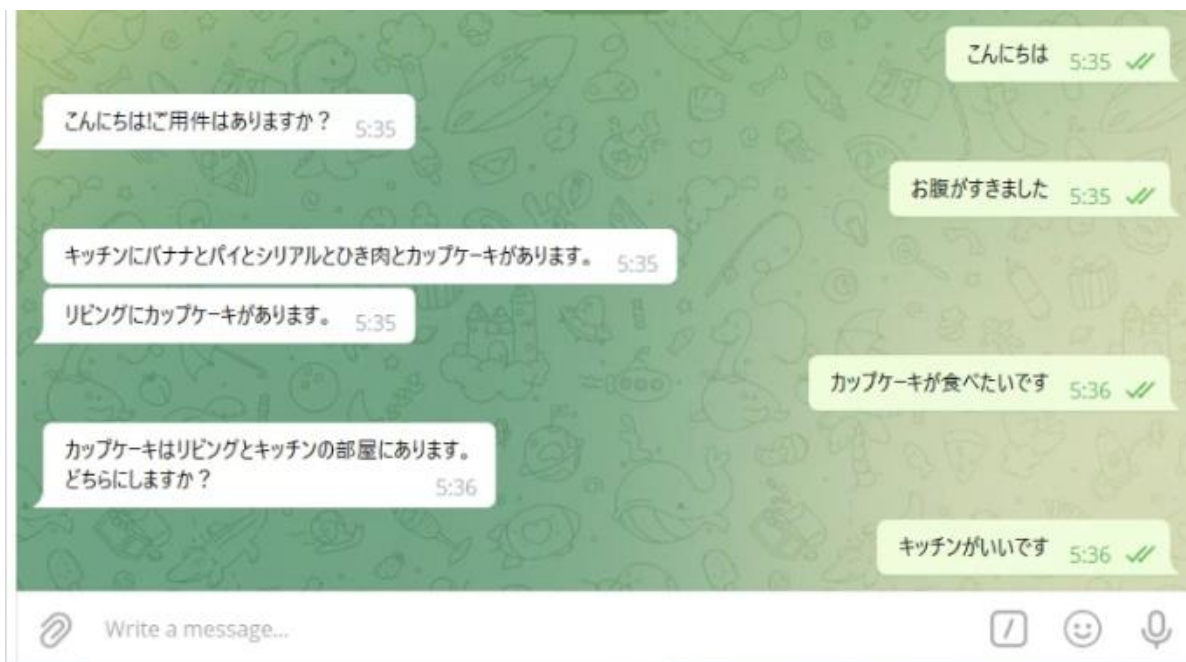 こんにちは 5:35
こんにちは!ご用件はありますか？ 5:35
お腹がすきました 5:35
キッチンにバナナとパイとシリアルとひき肉とカップケーキがあります。 5:35
リビングにカップケーキがあります。 5:35
カップケーキが食べたいです 5:36
カップケーキはリビングとキッチンの部屋にあります。
どちらにしますか？ 5:36
キッチンがいいです 5:36
Write a message...